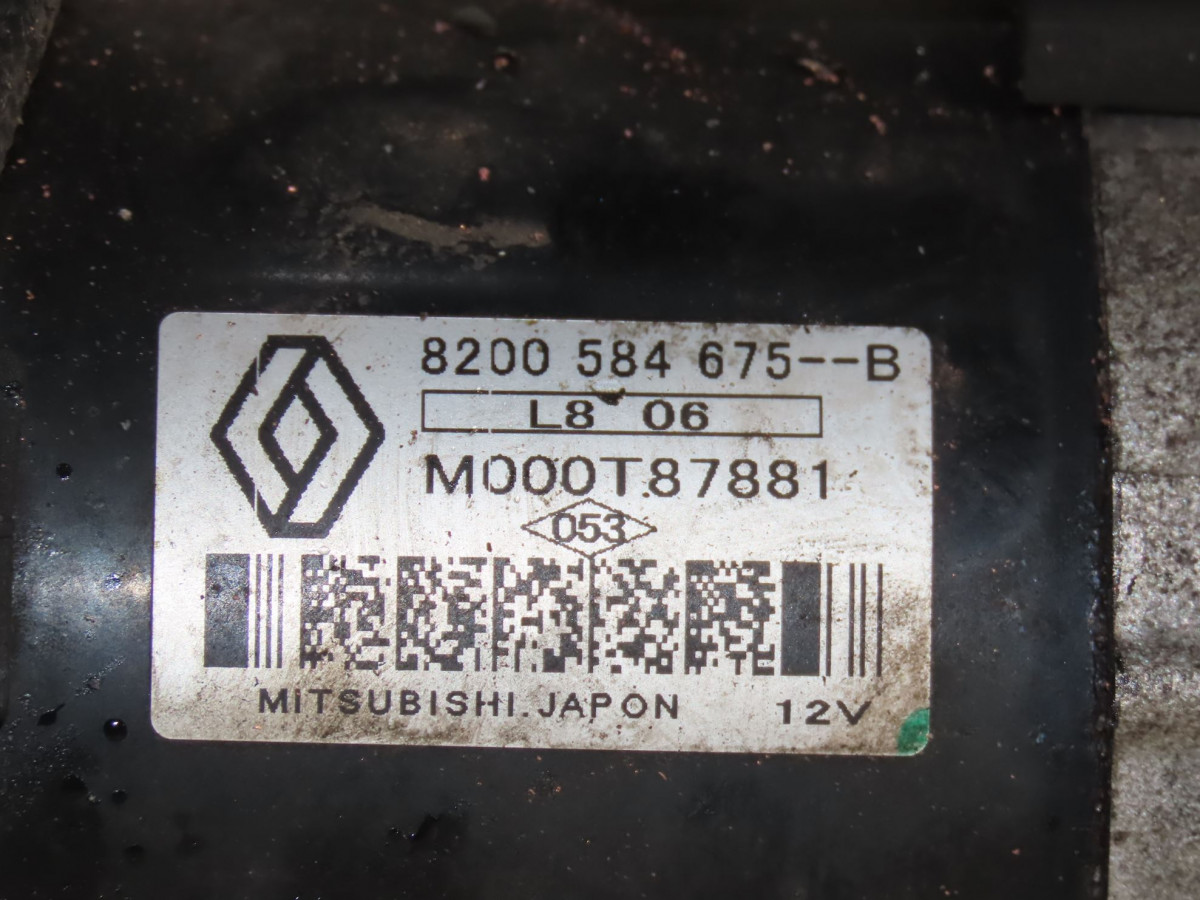 8200 584 675--B
L8 06
M000T87881
053
MITSUBISHI.JAPON 12V